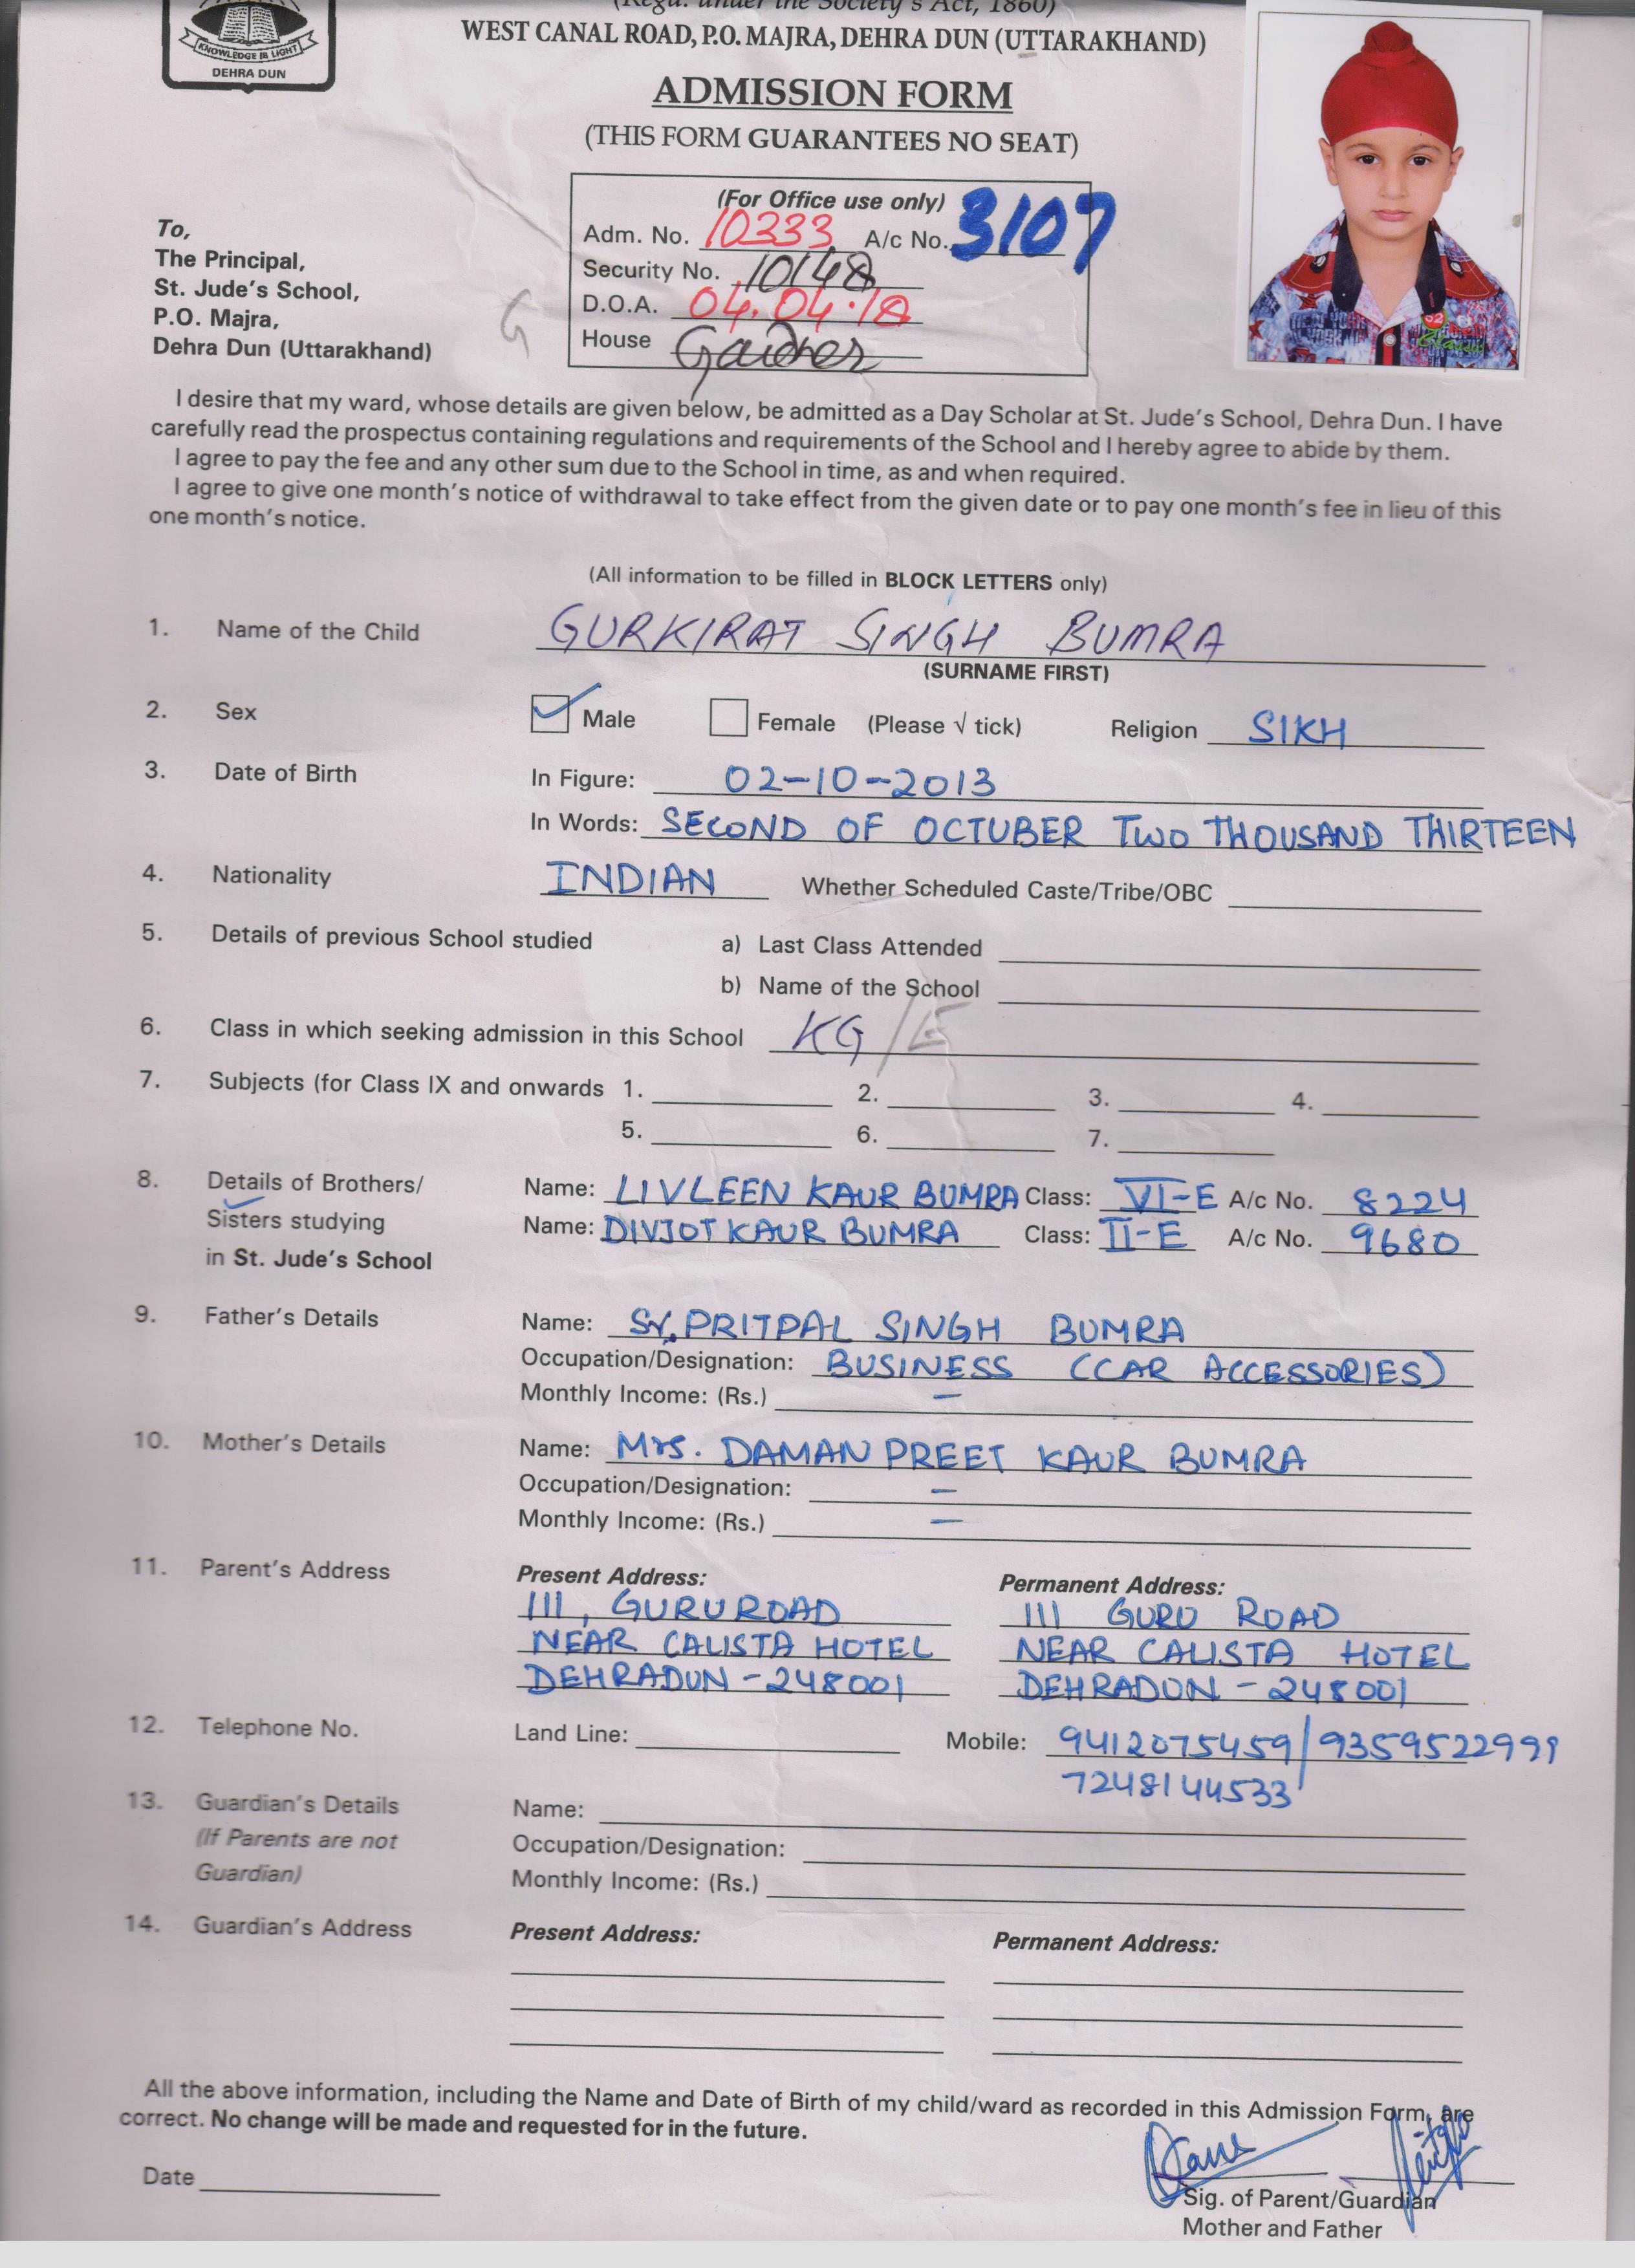 (Regd. under the Society's Act, 1860)
WEST CANAL ROAD, P.O. MAJRA, DEHRA DUN (UTTARAKHAND)
KNOWLEDGE IS LIGHT
DEHRA DUN
ADMISSION FORM
(THIS FORM GUARANTEES NO SEAT)
(For Office use only)
Adm. No. 10333 A/c No. 3107
Security No. 10148
D.O.A. 04.04.18
House
To,
The Principal,
St. Jude's School,
P.O. Majra,
Dehra Dun (Uttarakhand)
G
I desire that my ward, whose details are given below, be admitted as a Day Scholar at St. Jude's School, Dehra Dun. I have
carefully read the prospectus containing regulations and requirements of the School and I hereby agree to abide by them.
I agree to pay the fee and any other sum due to the School in time, as and when required.
I agree to give one month's notice of withdrawal to take effect from the given date or to pay one month's fee in lieu of this
one month's notice.
(All information to be filled in BLOCK LETTERS only)
1. Name of the Child GURKIRAT SINGH BUMRA
(SURNAME FIRST)
2. Sex Male Female (Please √ tick) Religion SIKH
3. Date of Birth In Figure: 02-10-2013
In Words: SECOND OF OCTUBER TWO THOUSAND THIRTEEN
4. Nationality INDIAN Whether Scheduled Caste/Tribe/OBC
5. Details of previous School studied a) Last Class Attended
b) Name of the School
6. Class in which seeking admission in this School KG/E
7. Subjects (for Class IX and onwards 1. 2. 3. 4.
5. 6. 7.
8. Details of Brothers/ Name: LIVLEEN KAUR BUMRA Class: VI-E A/c No. 8224
Sisters studying Name: DIVJOT KAUR BUMRA Class: II-E A/c No. 9680
in St. Jude's School
9. Father's Details Name: Sr. PRITPAL SINGH BUMRA
Occupation/Designation: BUSINESS (CAR ACCESSORIES)
Monthly Income: (Rs.) –
10. Mother's Details Name: Mrs. DAMAN PREET KAUR BUMRA
Occupation/Designation: –
Monthly Income: (Rs.) –
11. Parent's Address Present Address: Permanent Address:
111, GURU ROAD 111 GURU ROAD
NEAR CALISTA HOTEL NEAR CALISTA HOTEL
DEHRADUN - 248001 DEHRADUN - 248001
12. Telephone No. Land Line: Mobile: 9412075459/9359522999
7248144533
13. Guardian's Details Name:
(If Parents are not Occupation/Designation:
Guardian) Monthly Income: (Rs.)
14. Guardian's Address Present Address: Permanent Address:
All the above information, including the Name and Date of Birth of my child/ward as recorded in this Admission Form, are
correct. No change will be made and requested for in the future.
Date
Sig. of Parent/Guardian
Mother and Father